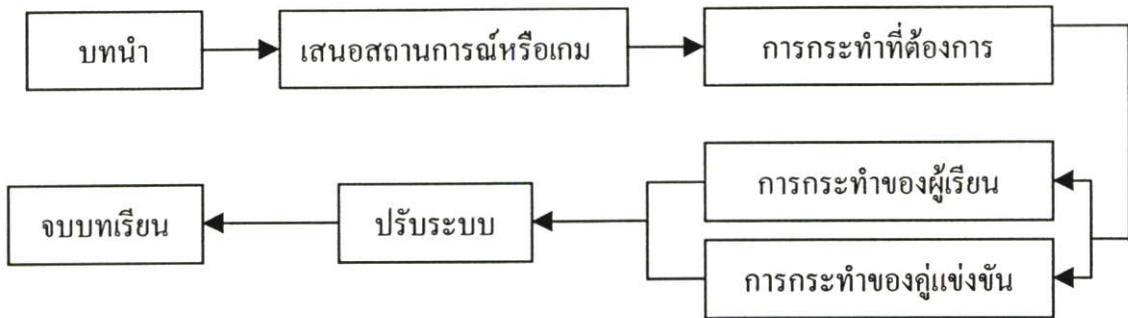 บทนำ
เสนอสถานการณ์หรือเกม
การกระทำที่ต้องการ
การกระทำของผู้เรียน
จบบทเรียน
ปรับระบบ
การกระทำของคู่แข่งขัน